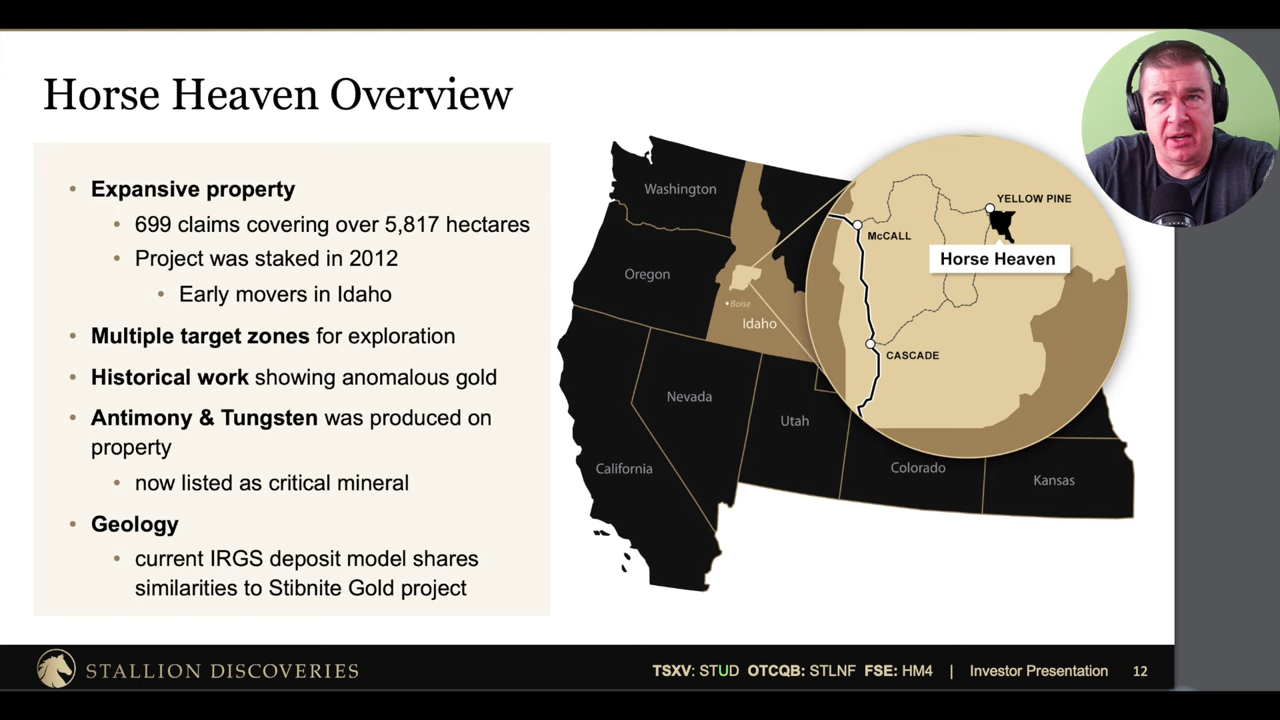 Horse Heaven Overview
• Expansive property
• 699 claims covering over 5,817 hectares
• Project was staked in 2012
• Early movers in Idaho
• Multiple target zones for exploration
• Historical work showing anomalous gold
• Antimony & Tungsten was produced on
property
• now listed as critical mineral
• Geology
• current IRGS deposit model shares
similarities to Stibnite Gold project
Washington
Oregon
Boise
Idaho
Nevada
Utah
California
Colorado
Kansas
YELLOW PINE
McCALL
Horse Heaven
CASCADE
STALLION DISCOVERIES
TSXV: STUD OTCQB: STLNF FSE: HM4 | Investor Presentation 12